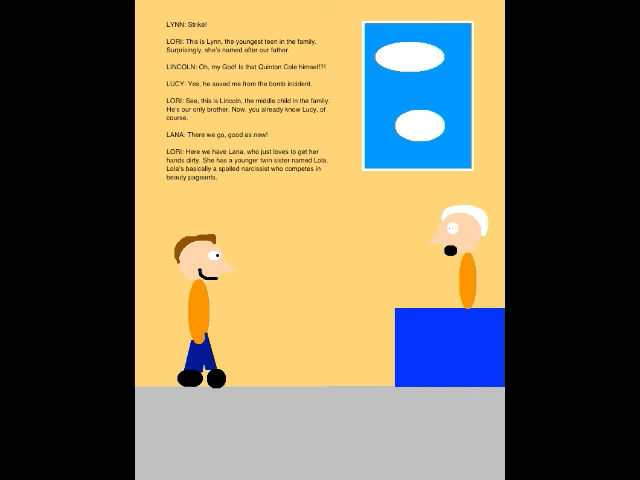 LYNN: Strike!
LORI: This is Lynn, the youngest teen in the family.
Surprisingly, she's named after our father.
LINCOLN: Oh, my God! Is that Quinton Cole himself?!
LUCY: Yes, he saved me from the bomb incident.
LORI: See, this is Lincoln, the middle child in the family.
He's our only brother. Now, you already know Lucy, of
course.
LANA: There we go, good as new!
LORI: Here we have Lana, who just loves to get her
hands dirty. She has a younger twin sister named Lola.
Lola's basically a spoiled narcissist who competes in
beauty pageants.